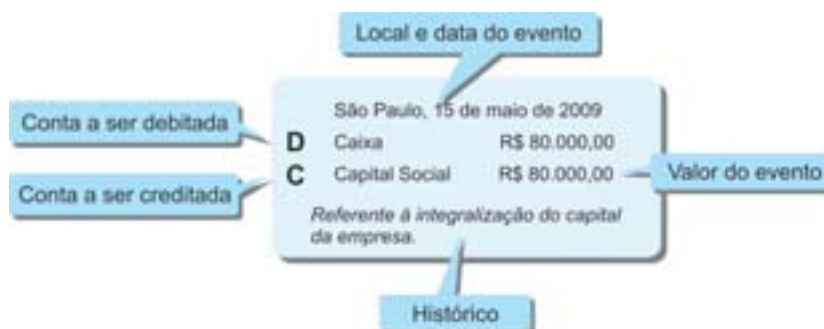 Local e data do evento
São Paulo, 15 de maio de 2009
Conta a ser debitada
D Caixa R$ 80.000,00
C Capital Social R$ 80.000,00
Valor do evento
Conta a ser creditada
Referente à integralização do capital
da empresa.
Histórico